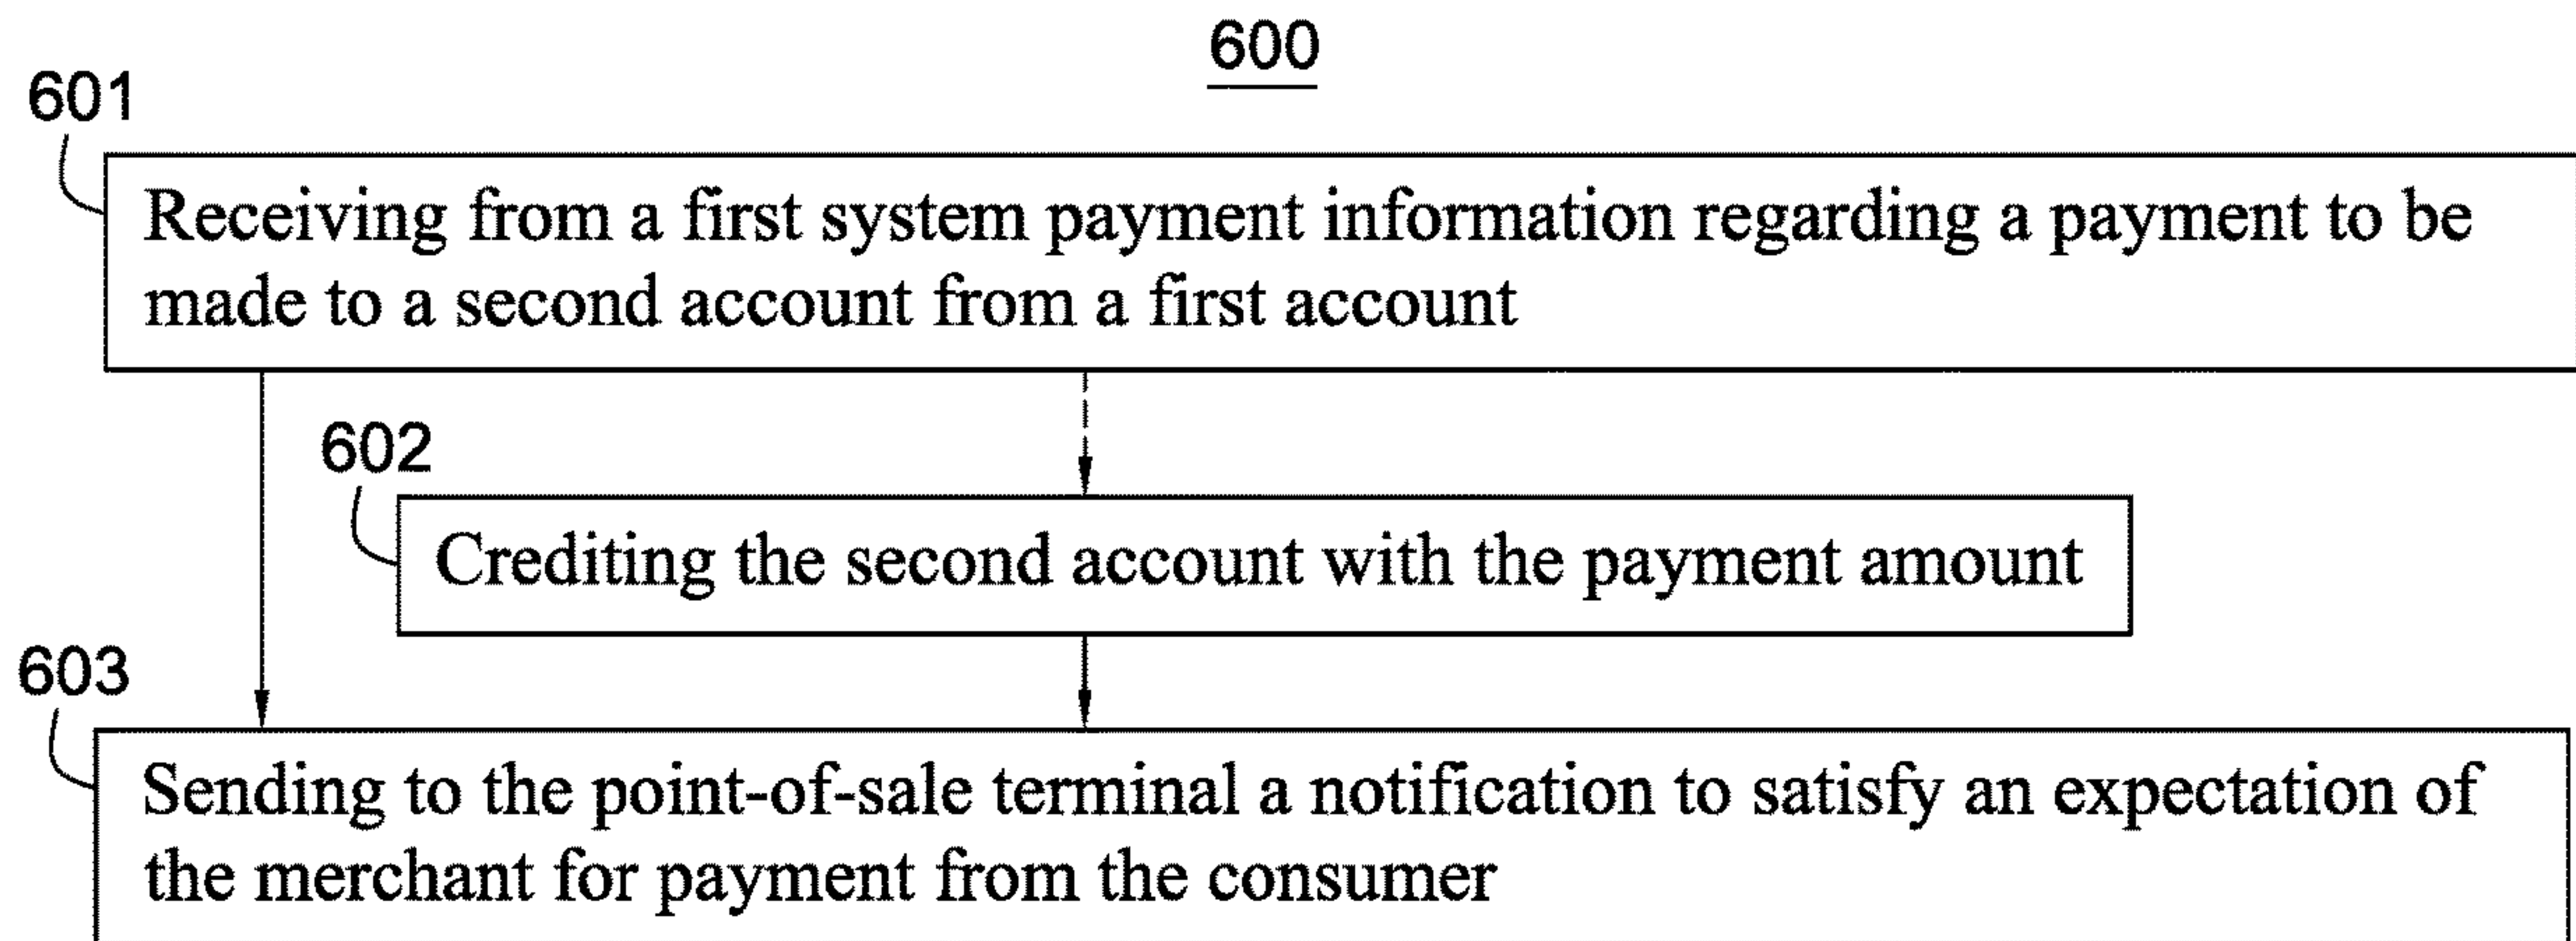 600
601
Receiving from a first system payment information regarding a payment to be
made to a second account from a first account
602
Crediting the second account with the payment amount
603
Sending to the point-of-sale terminal a notification to satisfy an expectation of
the merchant for payment from the consumer